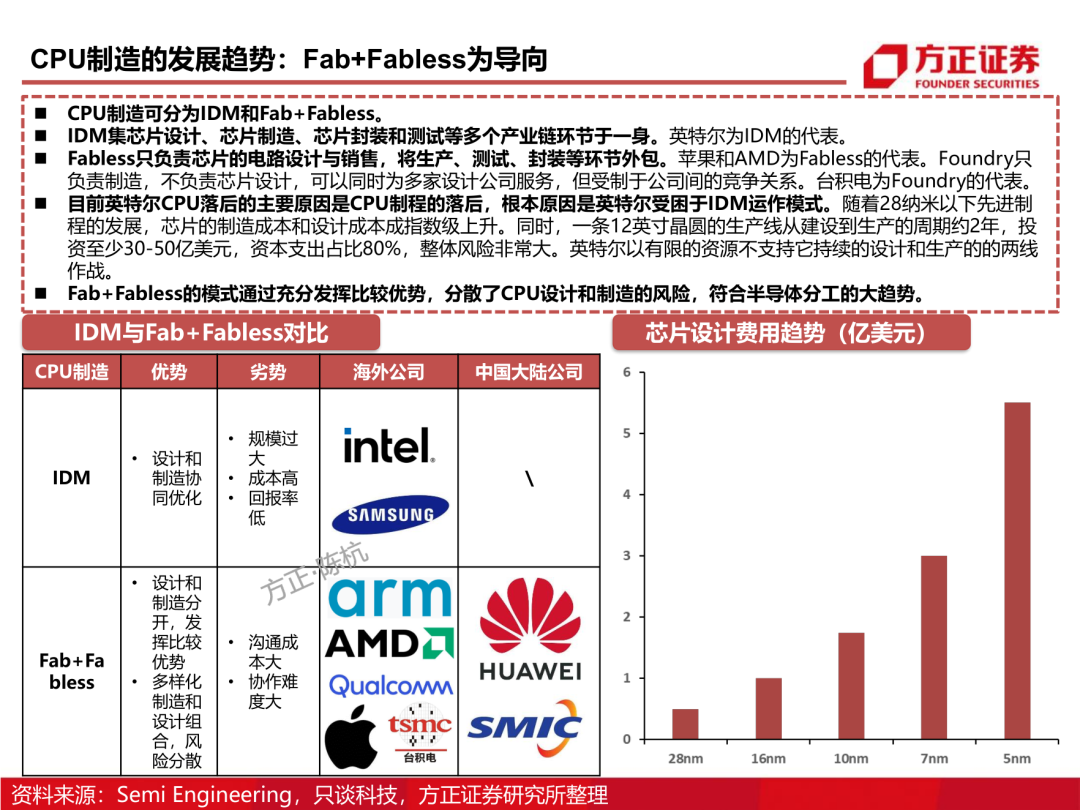 CPU制造的发展趋势：Fab+Fabless为导向
方正证券
FOUNDER SECURITIES
■ CPU制造可分为IDM和Fab+Fabless。
■ IDM集芯片设计、芯片制造、芯片封装和测试等多个产业链环节于一身。英特尔为IDM的代表。
■ Fabless只负责芯片的电路设计与销售，将生产、测试、封装等环节外包。苹果和AMD为Fabless的代表。Foundry只
负责制造，不负责芯片设计，可以同时为多家设计公司服务，但受制于公司间的竞争关系。台积电为Foundry的代表。
■ 目前英特尔CPU落后的主要原因是CPU制程的落后，根本原因是英特受困于IDM运作模式。随着28纳米以下先进制
程的发展，芯片的制造成本和设计成本成指数级上升。同时，一条12英寸晶圆的生产线从建设到生产的周期约2年，投
资至少30-50亿美元，资本支出占比80%，整体风险非常大。英特尔以有限的资源不支持它持续的设计和生产的的两线
作战。
■ Fab+Fabless的模式通过充分发挥比较优势，分散了CPU设计和制造的风险，符合半导体分工的大趋势。
IDM与Fab+Fabless对比
CPU制造 优势 劣势 海外公司 中国大陆公司
IDM
• 设计和
制造协
同优化
• 规模过
大
• 成本高
• 回报率
低
intel
SAMSUNG
\
Fab+Fa
bless
• 设计和
制造分
开，发
挥比较
优势
• 多样化
制造和
设计组
合，风
险分散
• 沟通成
本大
• 协作难
度大
arm
AMD
Qualcomm
tsmc
台积电
HUAWEI
SMIC
方正·陈杭
芯片设计费用趋势（亿美元）
6
5
4
3
2
1
0
28nm 16nm 10nm 7nm 5nm
资料来源：Semi Engineering，只谈科技，方正证券研究所整理